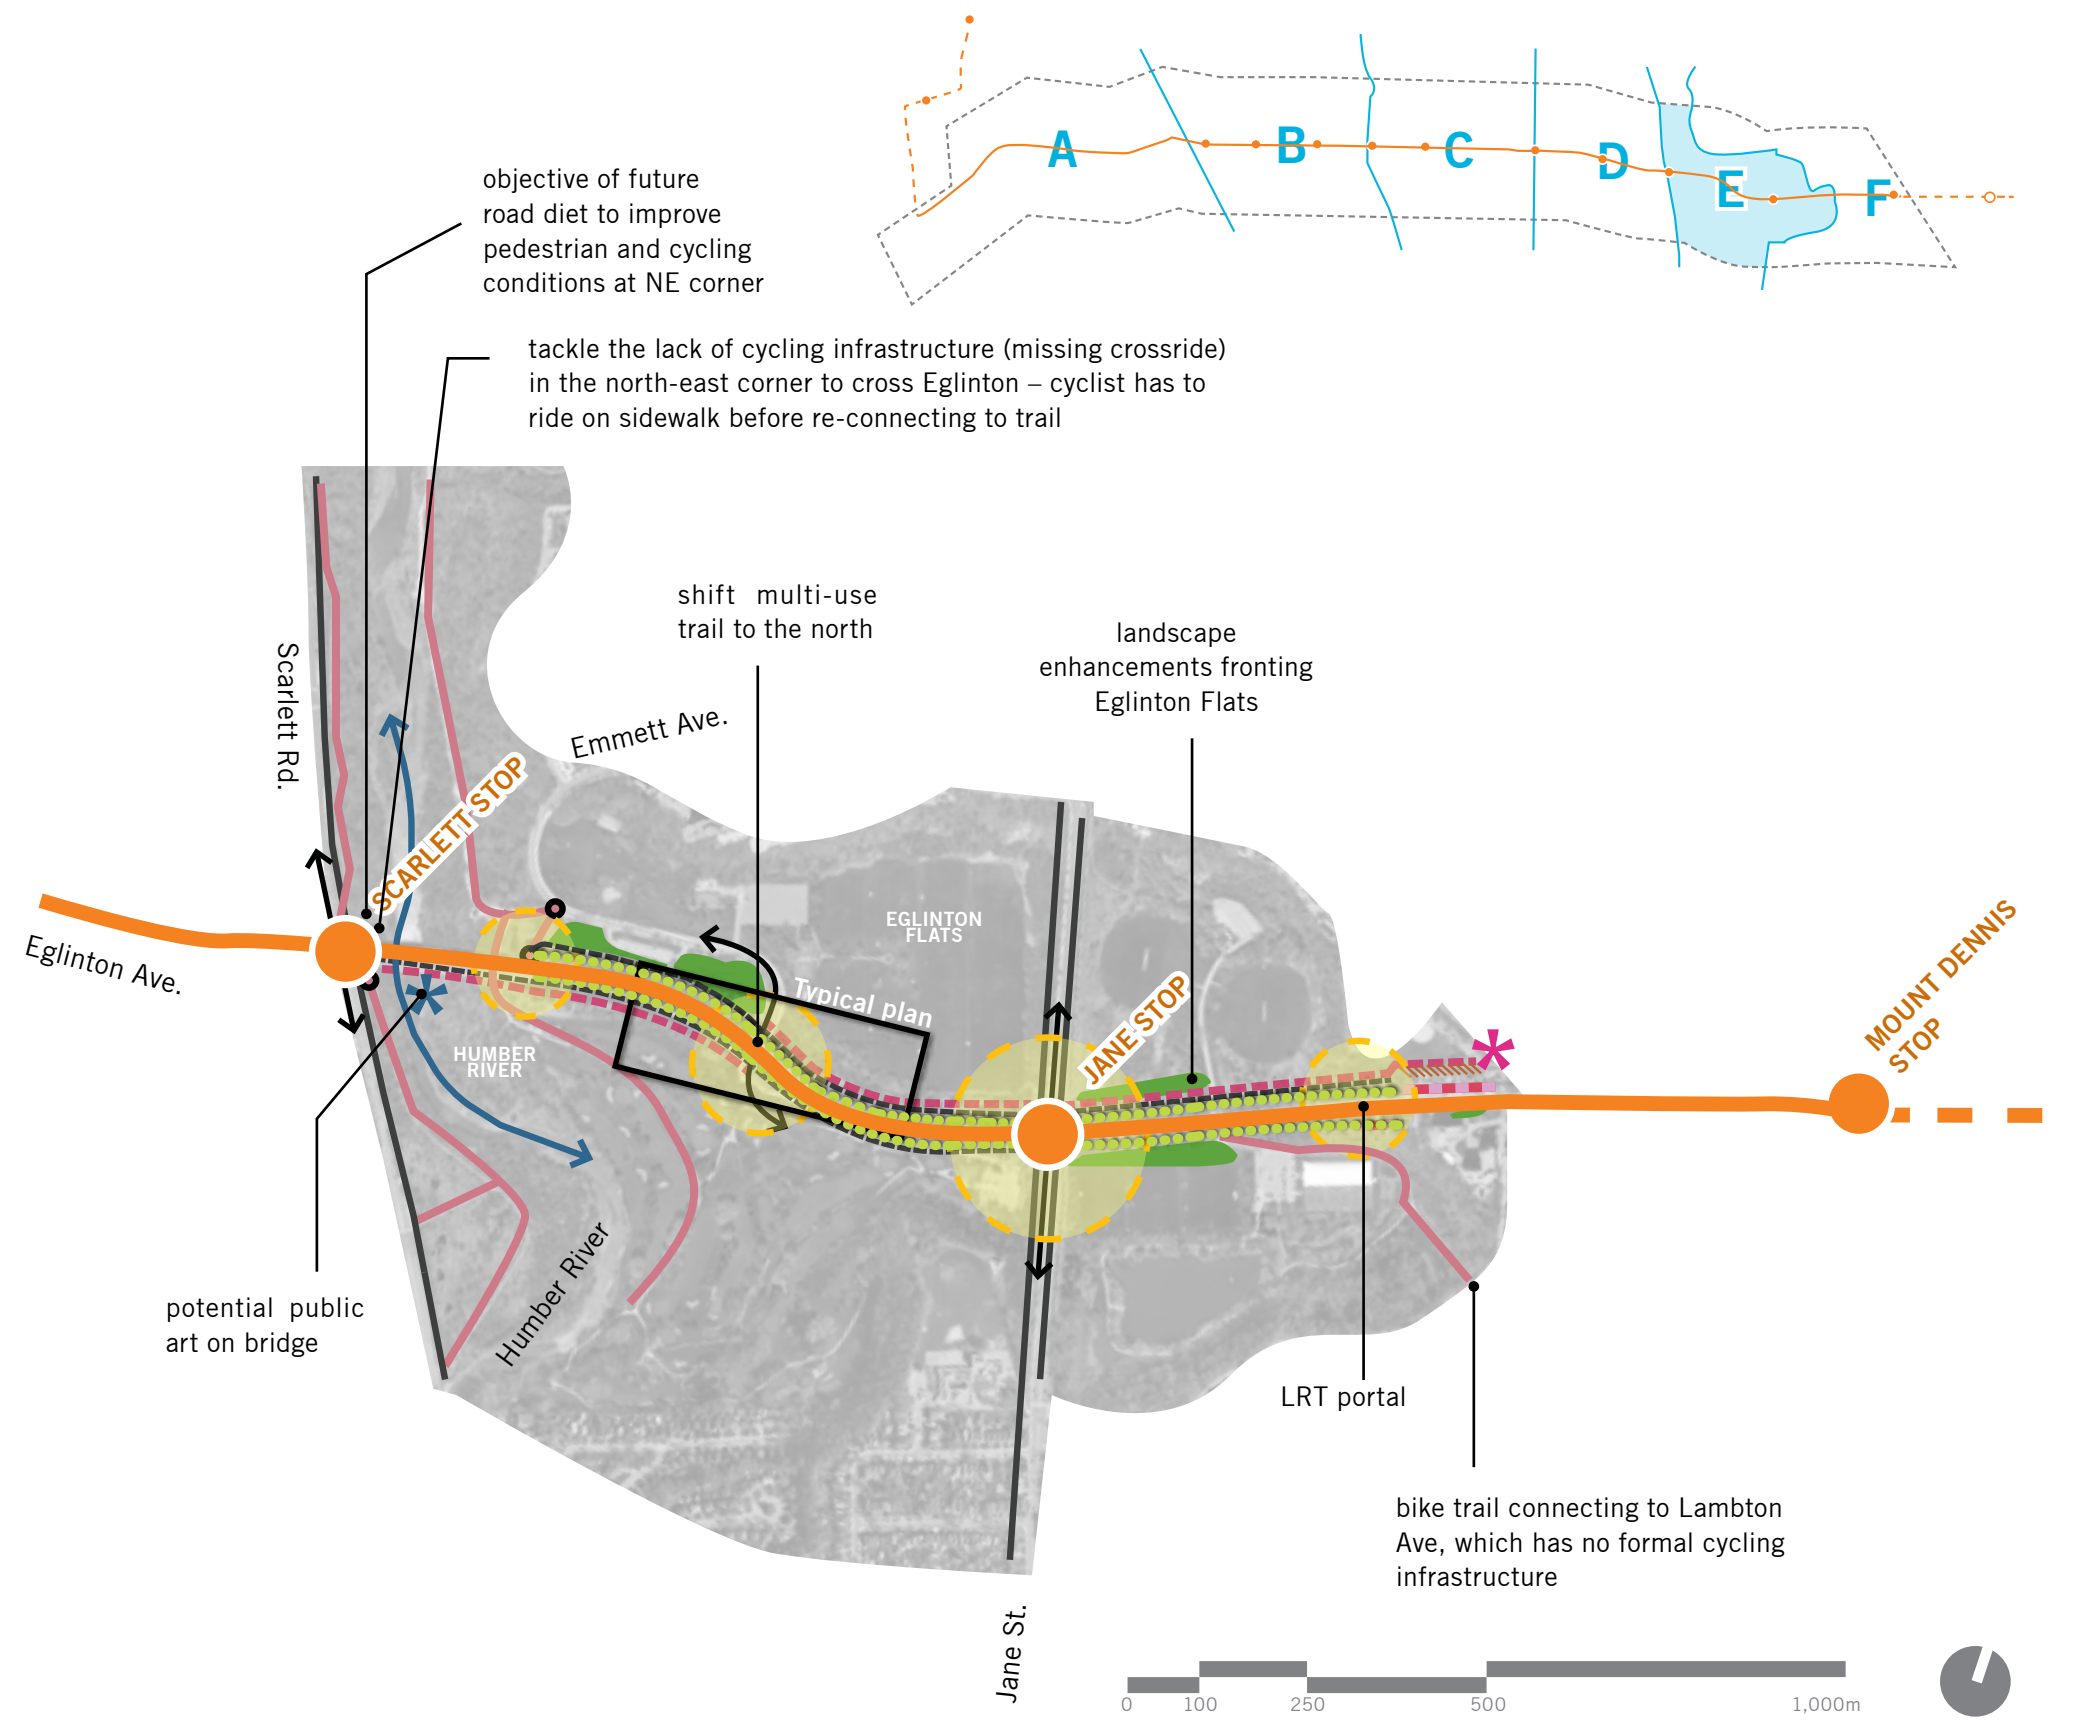 A
B
C
D
E
F
objective of future
road diet to improve
pedestrian and cycling
conditions at NE corner
tackle the lack of cycling infrastructure (missing crossride)
in the north-east corner to cross Eglinton – cyclist has to
ride on sidewalk before re-connecting to trail
shift multi-use
trail to the north
landscape
enhancements fronting
Eglinton Flats
Scarlett Rd.
Emmett Ave.
SCARLETT STOP
EGLINTON
FLATS
Eglinton Ave.
Typical plan
JANE STOP
MOUNT DENNIS
STOP
HUMBER
RIVER
Humber River
potential public
art on bridge
LRT portal
bike trail connecting to Lambton
Ave, which has no formal cycling
infrastructure
Jane St.
0 100 250 500 1,000m